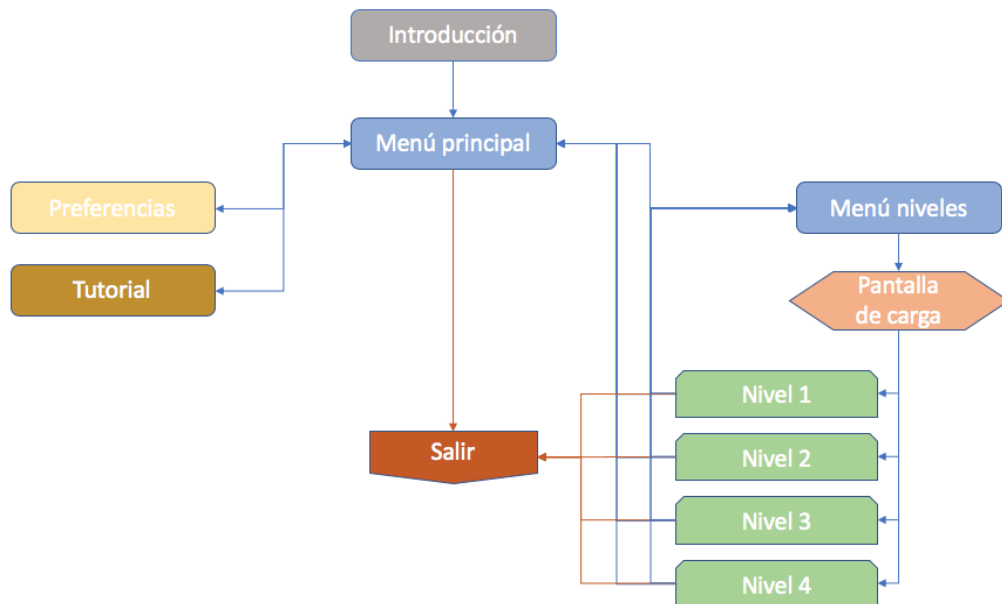 Introducción
Menú principal
Preferencias
Menú niveles
Tutorial
Pantalla
de carga
Nivel 1
Salir
Nivel 2
Nivel 3
Nivel 4